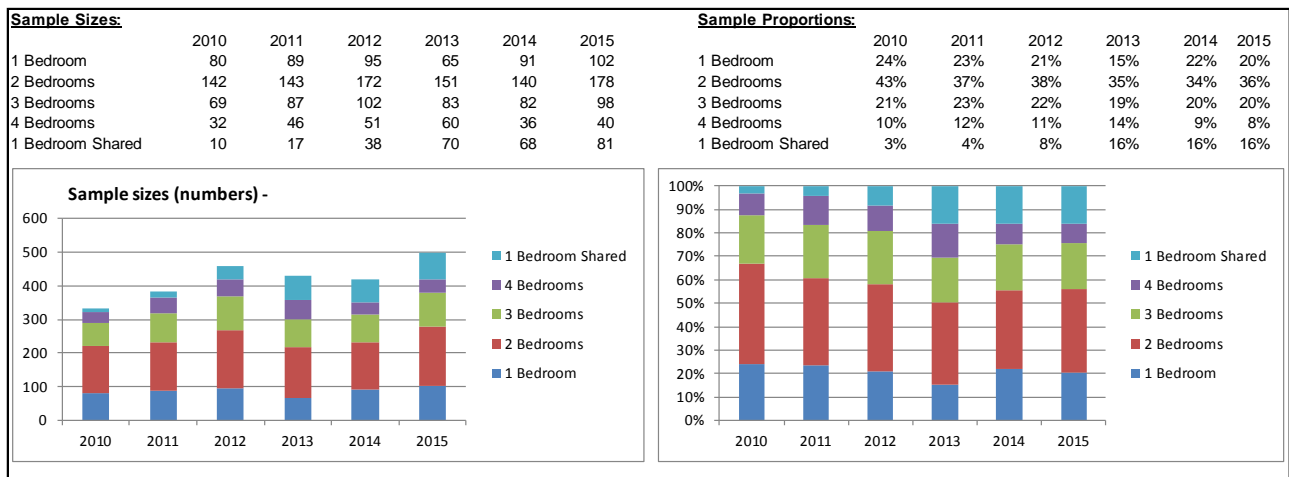 Sample Sizes:
2010 2011 2012 2013 2014 2015
1 Bedroom 80 89 95 65 91 102
2 Bedrooms 142 143 172 151 140 178
3 Bedrooms 69 87 102 83 82 98
4 Bedrooms 32 46 51 60 36 40
1 Bedroom Shared 10 17 38 70 68 81
Sample Proportions:
2010 2011 2012 2013 2014 2015
1 Bedroom 24% 23% 21% 15% 22% 20%
2 Bedrooms 43% 37% 38% 35% 34% 36%
3 Bedrooms 21% 23% 22% 19% 20% 20%
4 Bedrooms 10% 12% 11% 14% 9% 8%
1 Bedroom Shared 3% 4% 8% 16% 16% 16%
Sample sizes (numbers) -
600
500
400
300
200
100
0
2010 2011 2012 2013 2014 2015
1 Bedroom Shared
4 Bedrooms
3 Bedrooms
2 Bedrooms
1 Bedroom
100%
90%
80%
70%
60%
50%
40%
30%
20%
10%
0%
2010 2011 2012 2013 2014 2015
1 Bedroom Shared
4 Bedrooms
3 Bedrooms
2 Bedrooms
1 Bedroom